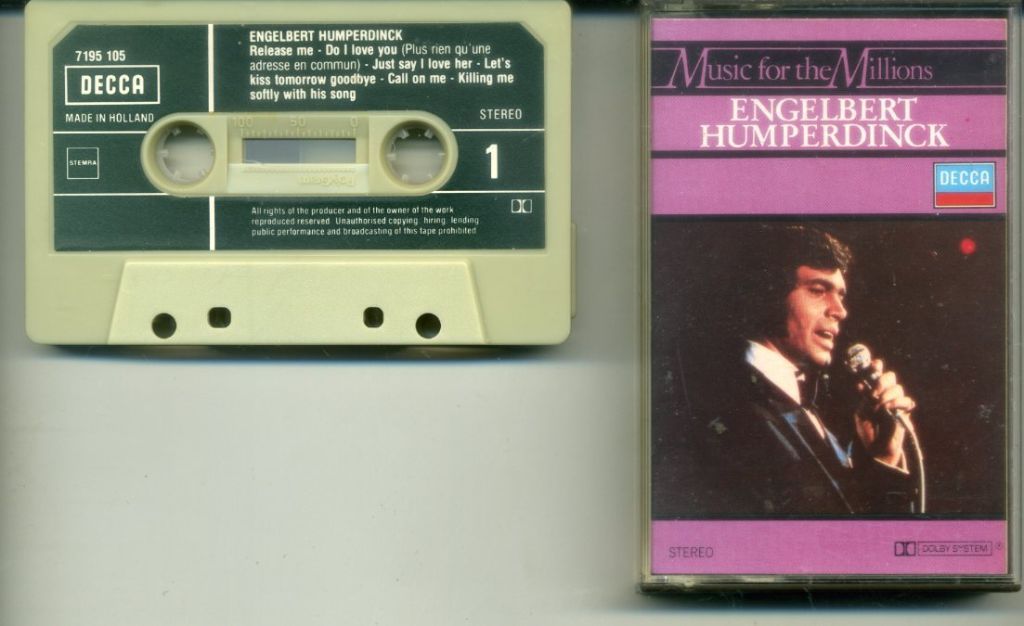 ENGELBERT HUMPERDINCK
Release me - Do I love you (Plus rien qu'une
adresse en commun) - Just say I love her - Let's
kiss tomorrow goodbye - Call on me - Killing me
softly with his song
7195 105
DECCA
MADE IN HOLLAND
STEMRA
STEREO
1
100 50 0
PolyGram
All rights of the producer and of the owner of the work
reproduced reserved Unauthorised copying hiring lending
public performance and broadcasting of this tape prohibited
Music for the Millions
ENGELBERT
HUMPERDINCK
DECCA
STEREO
DOLBY SYSTEM ®